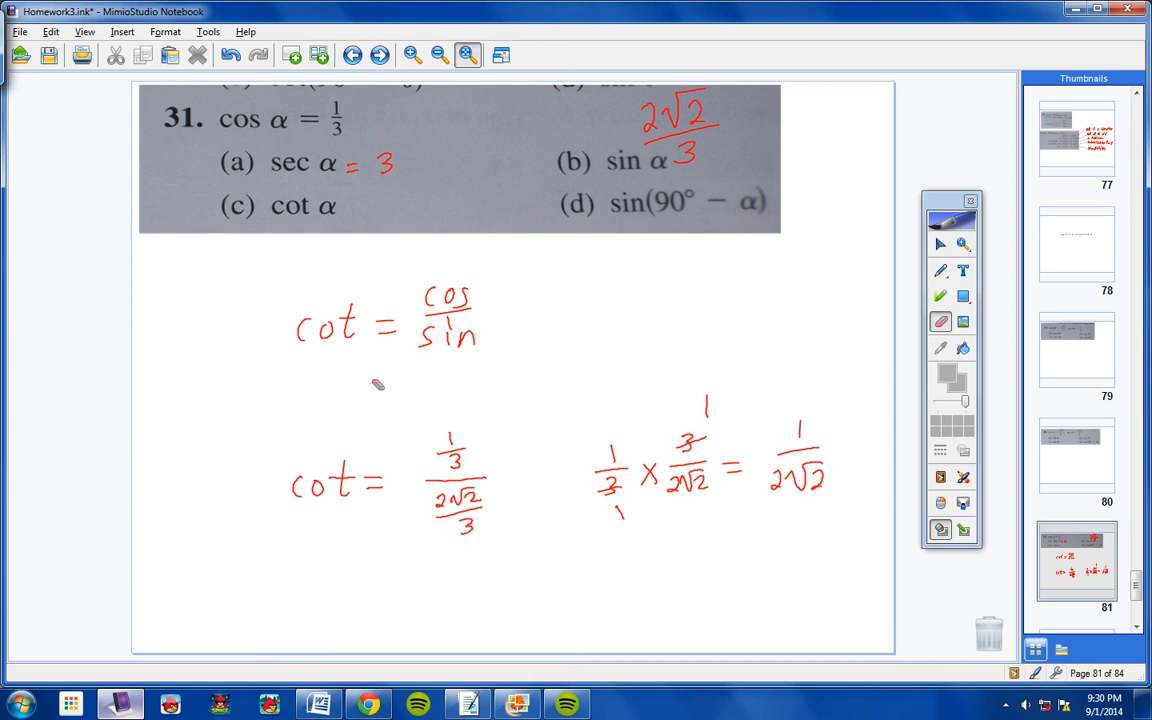 Homework3.ink* - MimioStudio Notebook
File Edit View Insert Format Tools Help
Thumbnails
31. cos α = 1/3
(a) sec α = 3
(b) sin α 2√2/3
(c) cot α
(d) sin(90° − α)
cot = cos/sin
cot = (1/3)/(2√2/3)
1/3 x 3/2√2 = 1/2√2
1
1
77
78
79
80
81
Page 81 of 84
9:30 PM
9/1/2014